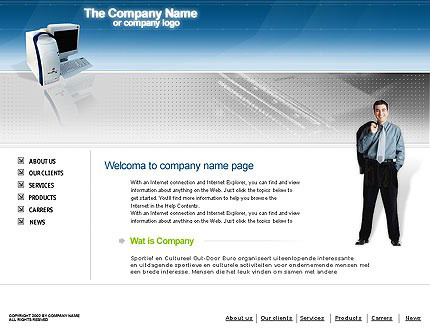 The Company Name
or company logo
ABOUT US
OUR CLIENTS
SERVICES
PRODUCTS
CARRERS
NEWS
Welcoma to company name page
With an Internet connection and Internet Explorer, you can find and view
information about anything on the Web. Just click the topics below to
get started. You'll find more information to help you browse the
Internet in the Help Contents.
With an Internet connection and Internet Explorer, you can find and view
information about anything on the Web. Just click the topics below to
Wat is Company
Sportief en Cultureel Out-Door Buro organiseert uiteenlopende interessante
en uitdagende sportieve en culturele activiteiten voor ondernemende mensen met
een brede interesse. Mensen die het leuk vinden om samen met andere
COPYRIGHT 2002 BY COMPANY NAME
ALL RIGHTS RESEVED
About us Our clients Services Products Carrers News